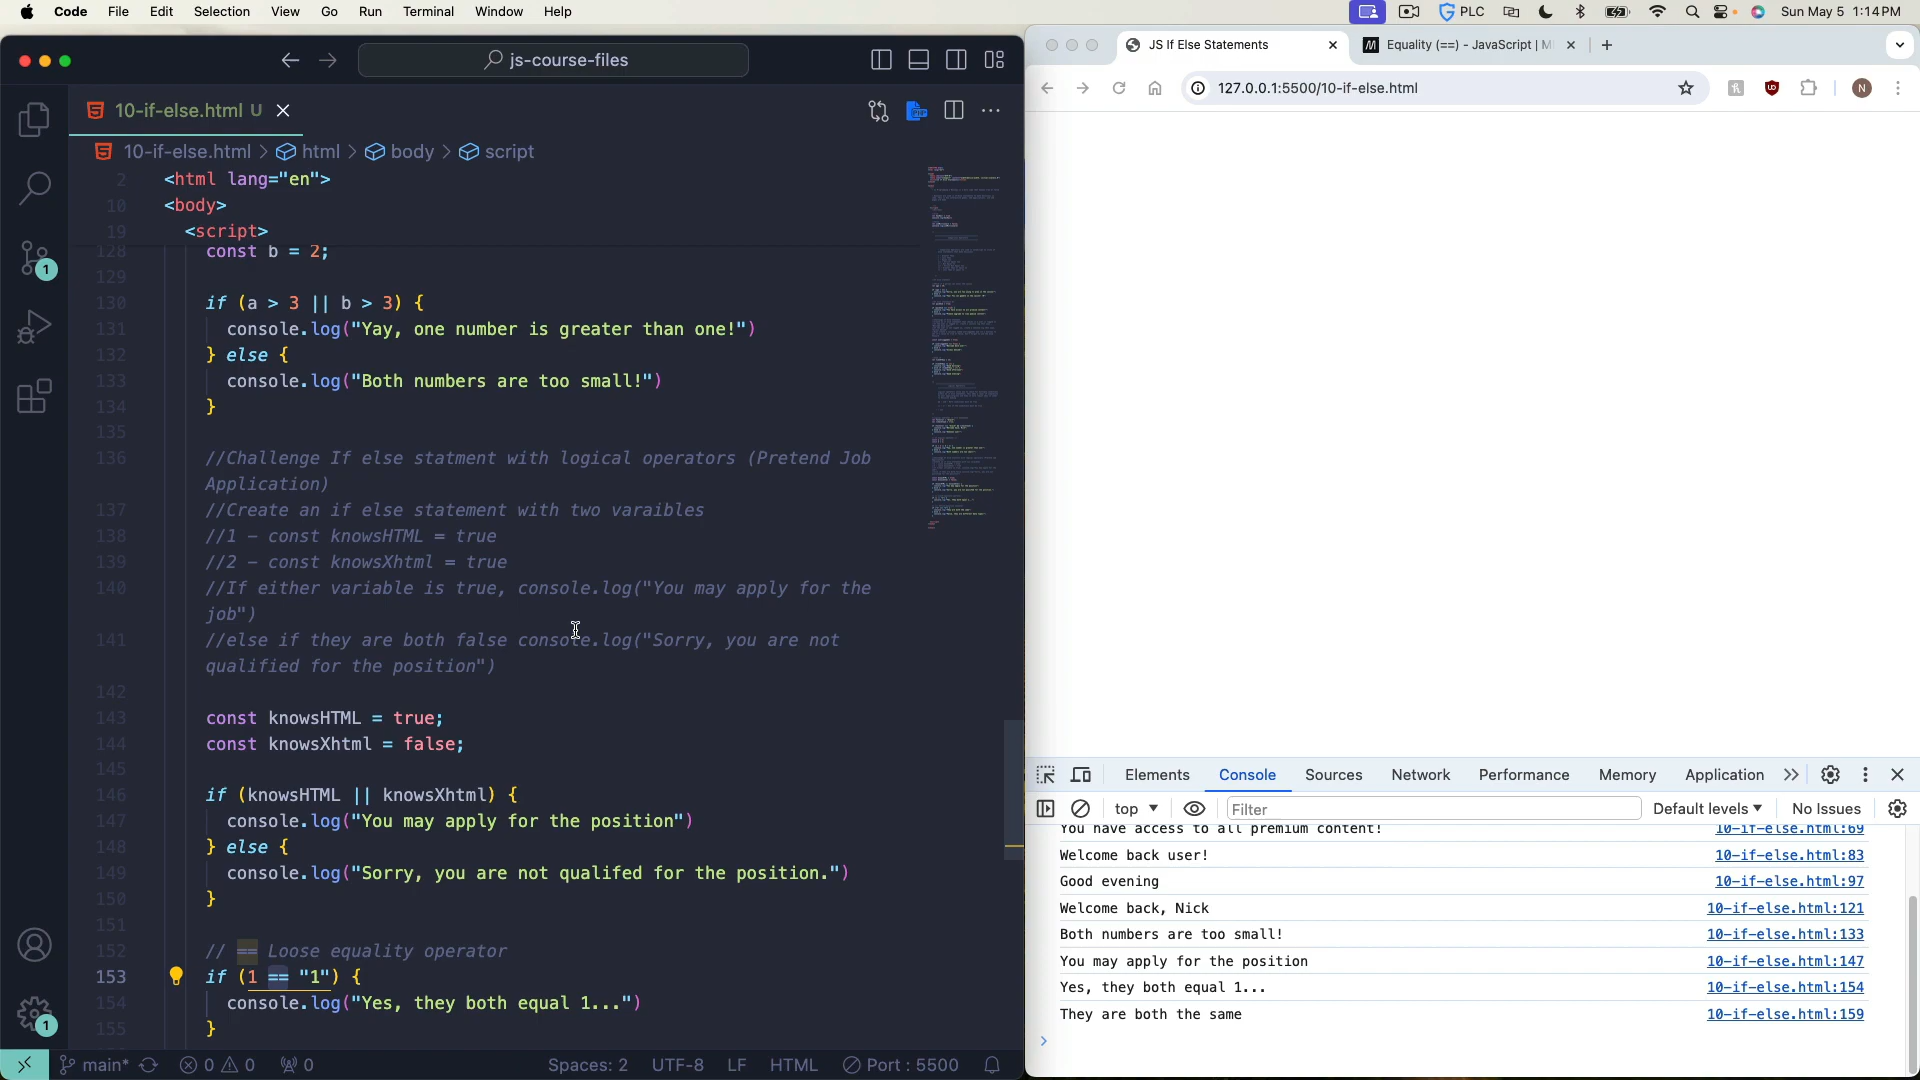 Code File Edit Selection View Go Run Terminal Window Help
PLC Sun May 5 1:14 PM
js-course-files
10-if-else.html U
10-if-else.html > html > body > script
2 <html lang="en">
10 <body>
19 <script>
128 const b = 2;
129
130 if (a > 3 || b > 3) {
131 console.log("Yay, one number is greater than one!")
132 } else {
133 console.log("Both numbers are too small!")
134 }
135
136 //Challenge If else statment with logical operators (Pretend Job
Application)
137 //Create an if else statement with two varaibles
138 //1 - const knowsHTML = true
139 //2 - const knowsXhtml = true
140 //If either variable is true, console.log("You may apply for the
job")
141 //else if they are both false console.log("Sorry, you are not
qualified for the position")
142
143 const knowsHTML = true;
144 const knowsXhtml = false;
145
146 if (knowsHTML || knowsXhtml) {
147 console.log("You may apply for the position")
148 } else {
149 console.log("Sorry, you are not qualifed for the position.")
150 }
151
152 // == Loose equality operator
153 if (1 == "1") {
154 console.log("Yes, they both equal 1...")
155 }
1
1
main* 0 0 0 Spaces: 2 UTF-8 LF HTML Port : 5500
JS If Else Statements
Equality (==) - JavaScript |
127.0.0.1:5500/10-if-else.html
N
Elements Console Sources Network Performance Memory Application
top Filter Default levels No Issues
You have access to all premium content! 10-if-else.html:69
Welcome back user! 10-if-else.html:83
Good evening 10-if-else.html:97
Welcome back, Nick 10-if-else.html:121
Both numbers are too small! 10-if-else.html:133
You may apply for the position 10-if-else.html:147
Yes, they both equal 1... 10-if-else.html:154
They are both the same 10-if-else.html:159